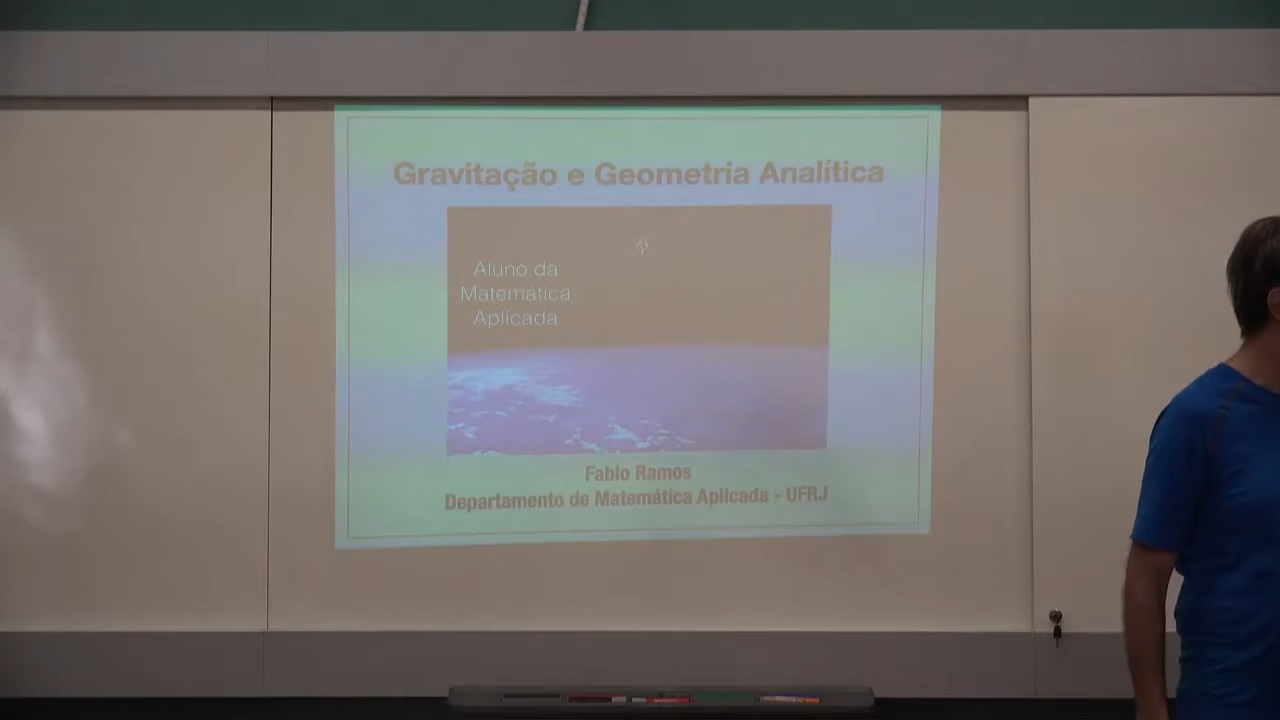 Gravitação e Geometria Analítica
Aluno da
Matemática
Aplicada
Fabio Ramos
Departamento de Matemática Aplicada - UFRJ